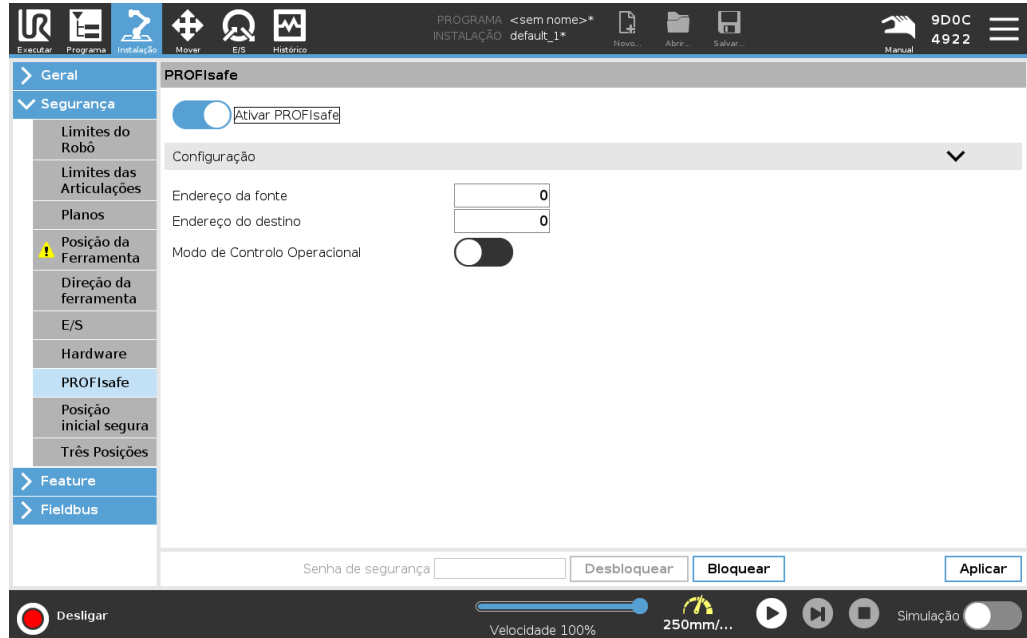 PROGRAMA <sem nome>*
INSTALAÇÃO default_1*
Executar
Programa
Instalação
Mover
E/S
Histórico
Novo...
Abrir...
Salvar...
Manual
9D0C
4922
Geral
Segurança
Limites do
Robô
Limites das
Articulações
Planos
Posição da
Ferramenta
Direção da
ferramenta
E/S
Hardware
PROFIsafe
Posição
inicial segura
Três Posições
Feature
Fieldbus
PROFIsafe
Ativar PROFIsafe
Configuração
Endereço da fonte 0
Endereço do destino 0
Modo de Controlo Operacional
Senha de segurança Desbloquear Bloquear Aplicar
Desligar
Velocidade 100%
250mm/...
Simulação